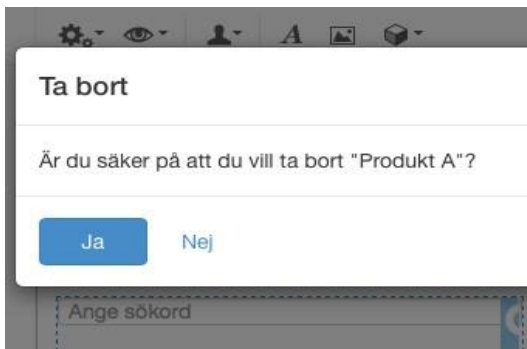 A
Ta bort
Är du säker på att du vill ta bort "Produkt A"?
Ja
Nej
Ange sökord